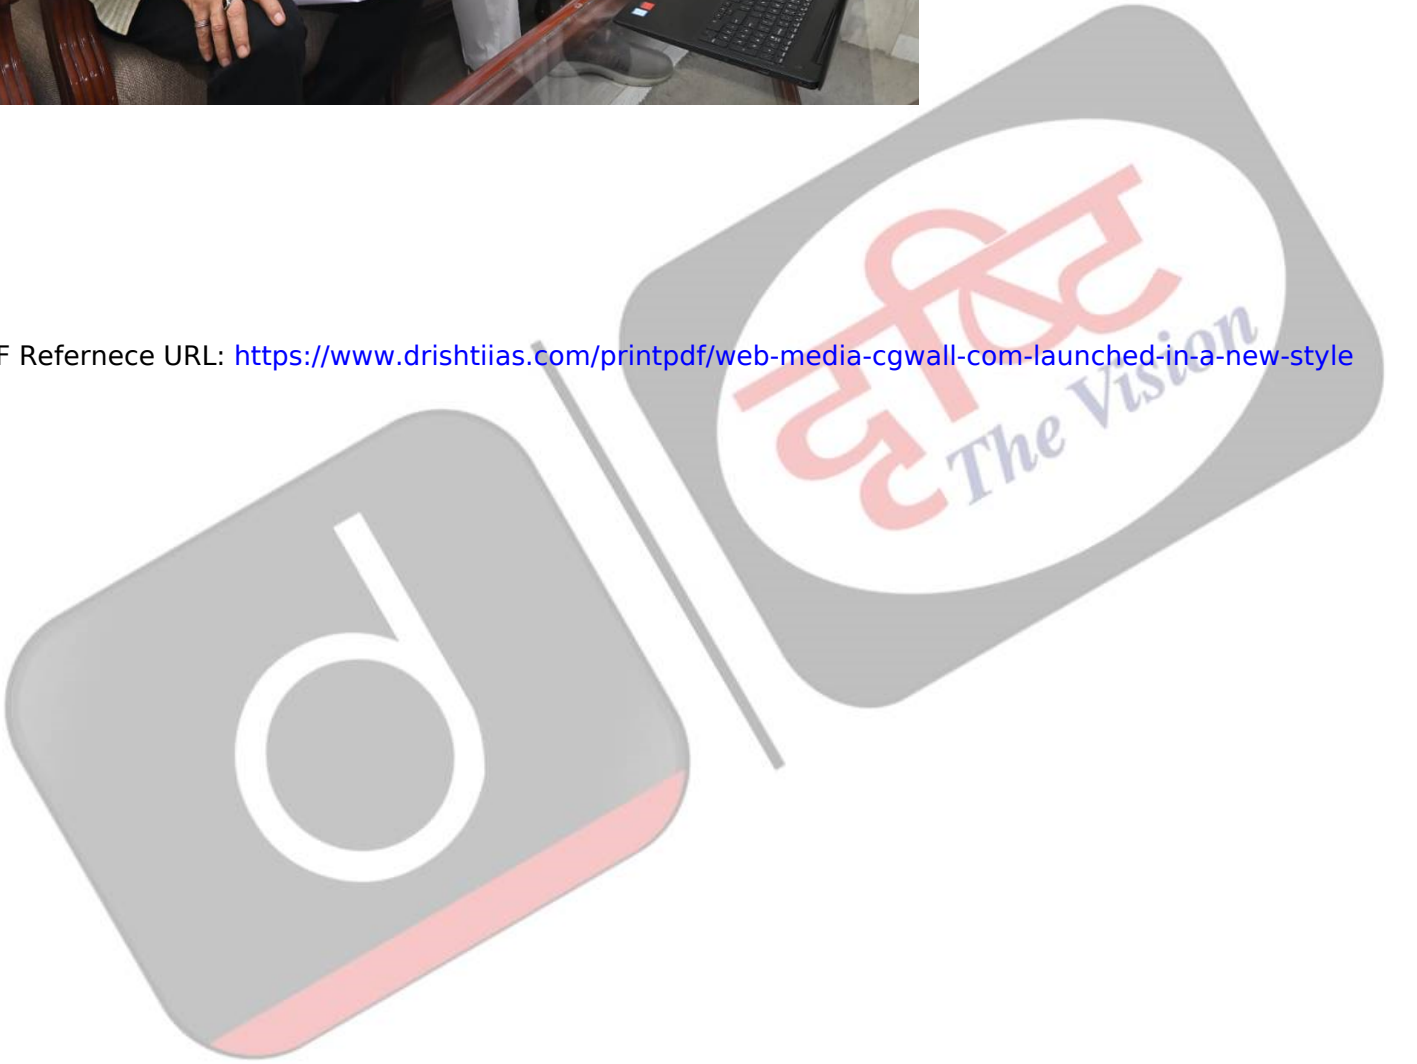 F Refernece URL: https://www.drishtiias.com/printpdf/web-media-cgwall-com-launched-in-a-new-style
दृष्टि
The Vision
d